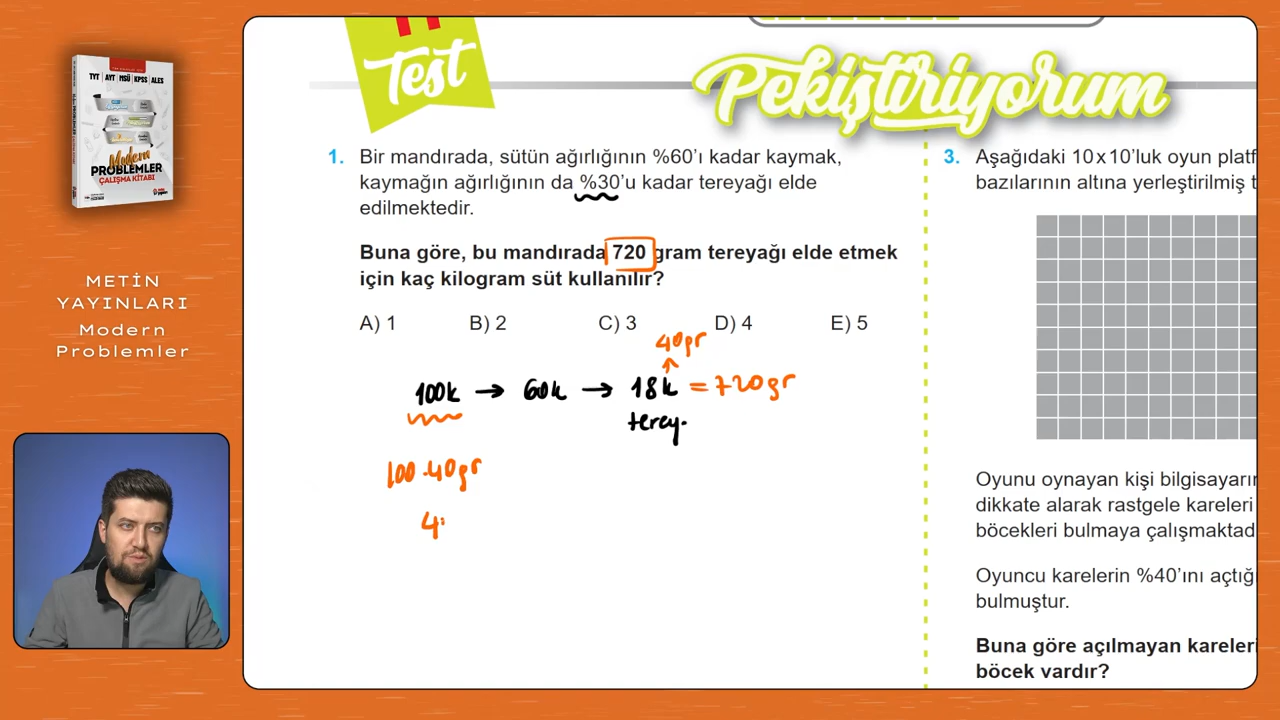 TYT AYT MSÜ KPSS ALES
Modern
PROBLEMLER
ÇALIŞMA KİTABI
METİN
YAYINLARI
Modern
Problemler
Test
Pekiştiriyorum
1. Bir mandırada, sütün ağırlığının %60'ı kadar kaymak,
kaymağın ağırlığının da %30'u kadar tereyağı elde
edilmektedir.
Buna göre, bu mandırada 720 gram tereyağı elde etmek
için kaç kilogram süt kullanılır?
A) 1 B) 2 C) 3 D) 4 E) 5
40gr
100k → 60k → 18k = 720gr
terey.
100.40gr
4
3. Aşağıdaki 10x10'luk oyun platf
bazılarının altına yerleştirilmiş t
Oyunu oynayan kişi bilgisayarın
dikkate alarak rastgele kareleri
böcekleri bulmaya çalışmaktad
Oyuncu karelerin %40'ını açtığı
bulmuştur.
Buna göre açılmayan kareleri
böcek vardır?